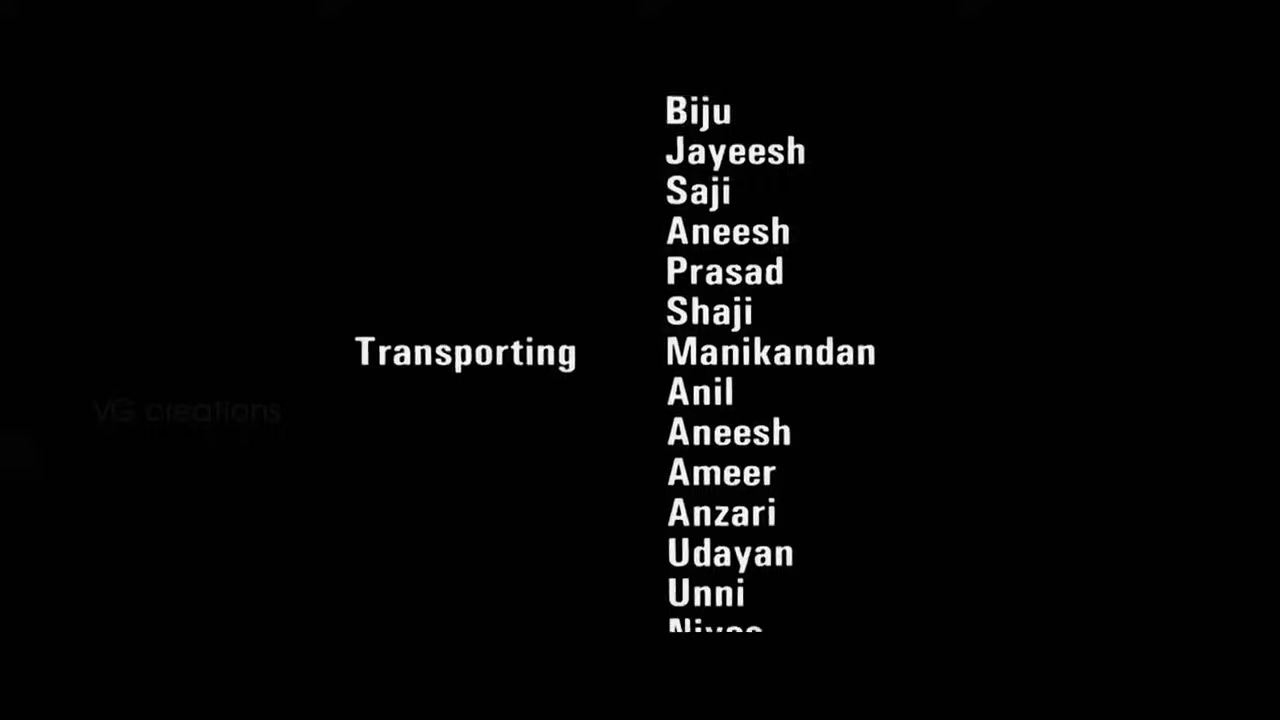 Biju
Jayeesh
Saji
Aneesh
Prasad
Shaji
Transporting Manikandan
Anil
VG creations
Aneesh
Ameer
Anzari
Udayan
Unni